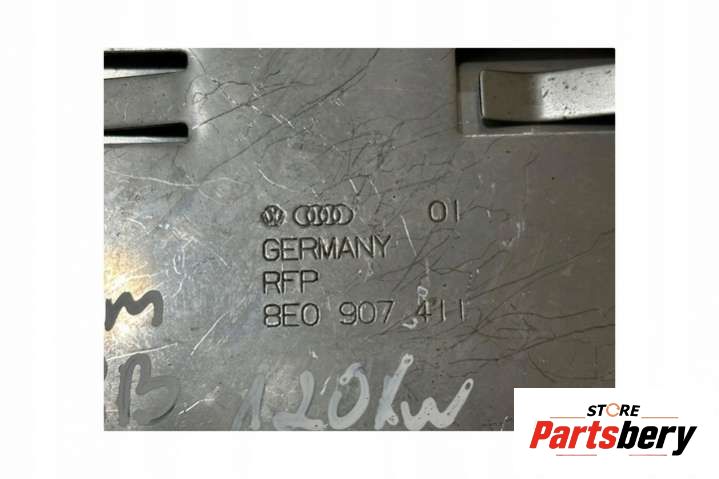 01
GERMANY
RFP
8E0 907 411
m
B 120kw
STORE
Partsbery